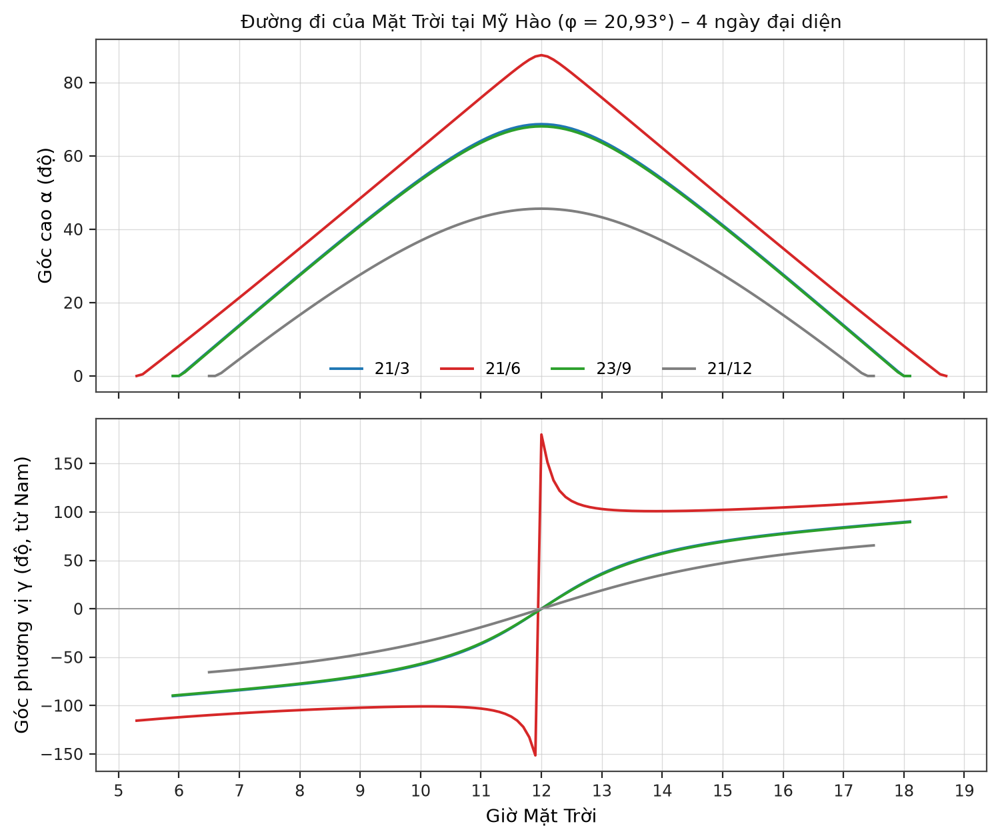 Đường đi của Mặt Trời tại Mỹ Hào (φ = 20,93°) – 4 ngày đại diện
Góc cao α (độ)
80
60
40
20
0
21/3 21/6 23/9 21/12
Góc phương vị γ (độ, từ Nam)
150
100
50
0
−50
−100
−150
5 6 7 8 9 10 11 12 13 14 15 16 17 18 19
Giờ Mặt Trời